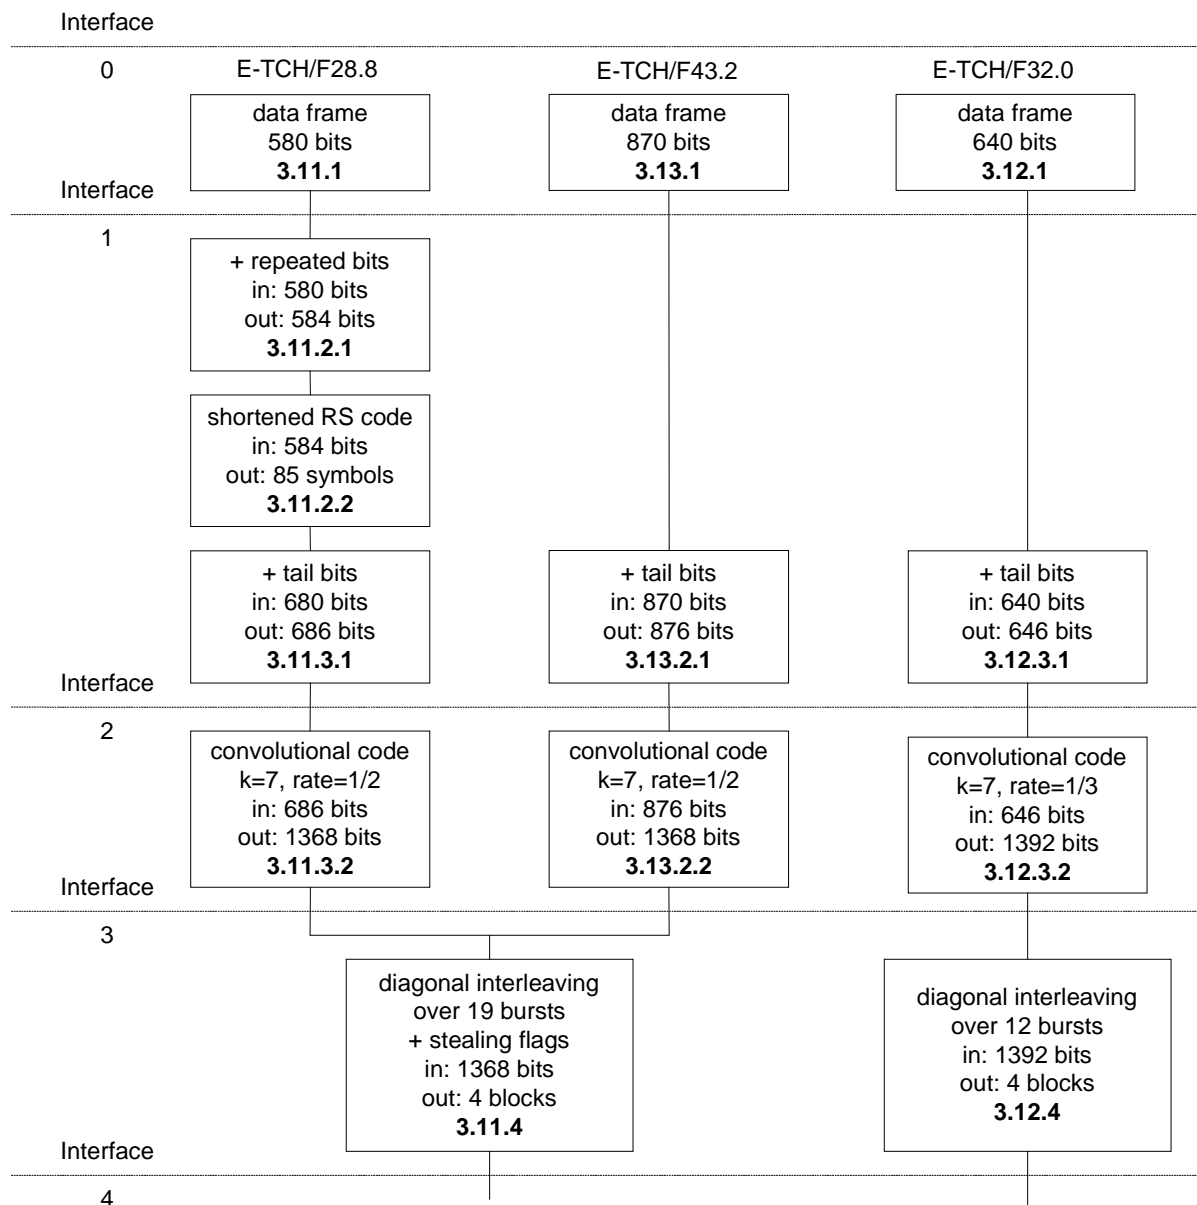 Interface
0
E-TCH/F28.8
E-TCH/F43.2
E-TCH/F32.0
data frame
580 bits
3.11.1
data frame
870 bits
3.13.1
data frame
640 bits
3.12.1
Interface
1
+ repeated bits
in: 580 bits
out: 584 bits
3.11.2.1
shortened RS code
in: 584 bits
out: 85 symbols
3.11.2.2
+ tail bits
in: 680 bits
out: 686 bits
3.11.3.1
+ tail bits
in: 870 bits
out: 876 bits
3.13.2.1
+ tail bits
in: 640 bits
out: 646 bits
3.12.3.1
Interface
2
convolutional code
k=7, rate=1/2
in: 686 bits
out: 1368 bits
3.11.3.2
convolutional code
k=7, rate=1/2
in: 876 bits
out: 1368 bits
3.13.2.2
convolutional code
k=7, rate=1/3
in: 646 bits
out: 1392 bits
3.12.3.2
Interface
3
diagonal interleaving
over 19 bursts
+ stealing flags
in: 1368 bits
out: 4 blocks
3.11.4
diagonal interleaving
over 12 bursts
in: 1392 bits
out: 4 blocks
3.12.4
Interface
4